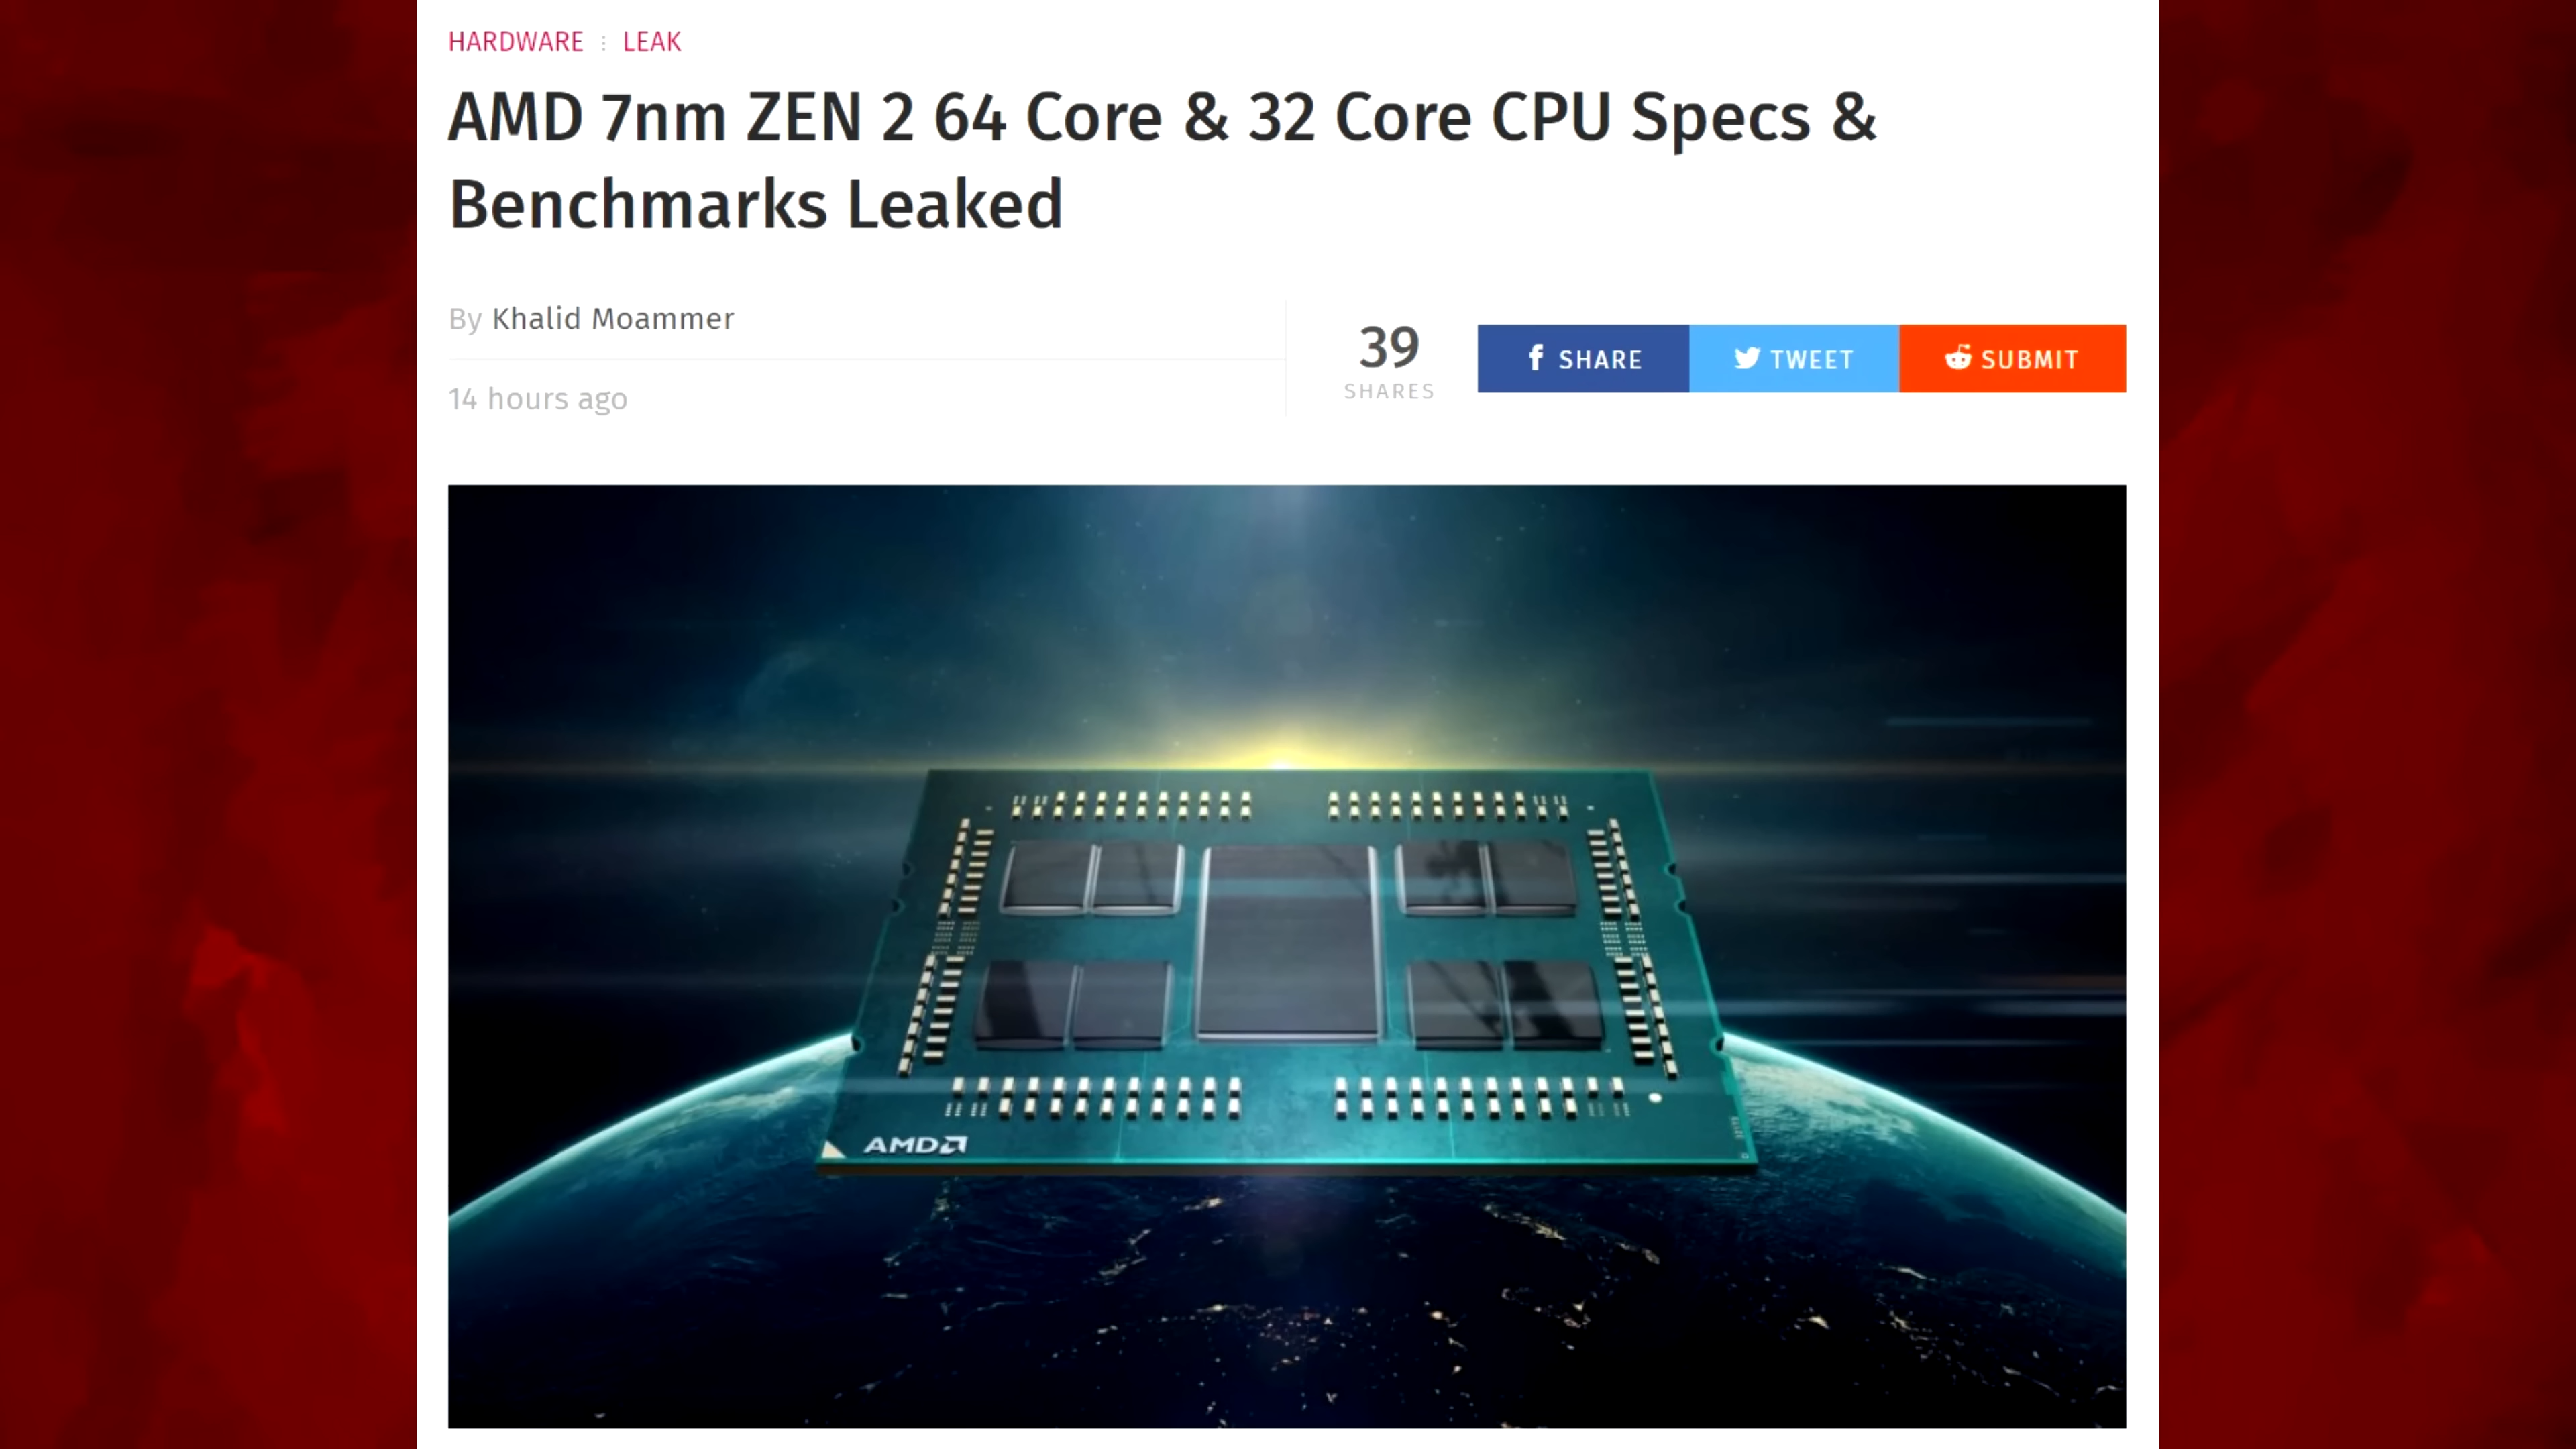 HARDWARE : LEAK
AMD 7nm ZEN 2 64 Core & 32 Core CPU Specs &
Benchmarks Leaked
By Khalid Moammer
14 hours ago
39
SHARES
SHARE
TWEET
SUBMIT
AMD